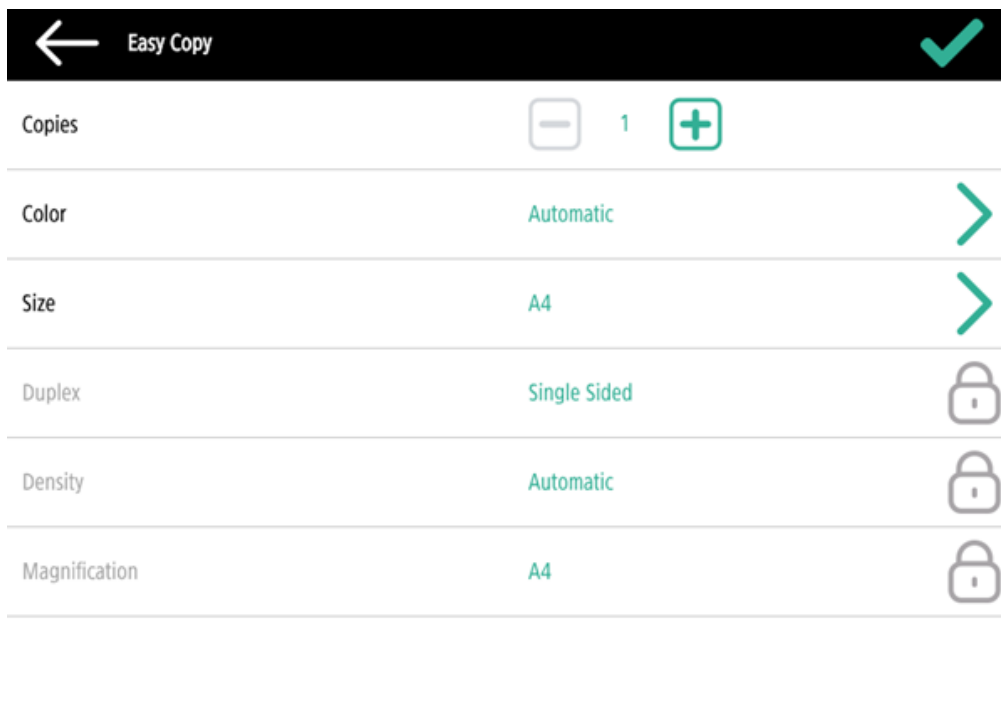 Easy Copy
Copies 1
Color Automatic
Size A4
Duplex Single Sided
Density Automatic
Magnification A4